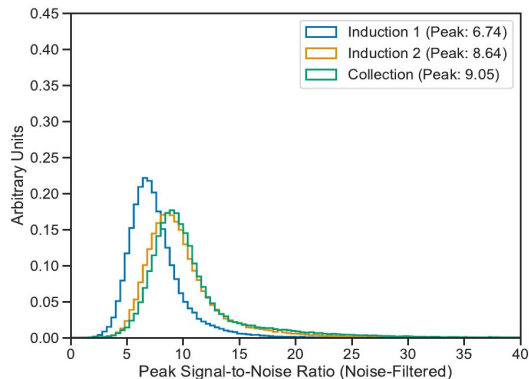 0.45
0.40
0.35
0.30
0.25
0.20
0.15
0.10
0.05
0.00
Arbitrary Units
Induction 1 (Peak: 6.74)
Induction 2 (Peak: 8.64)
Collection (Peak: 9.05)
0 5 10 15 20 25 30 35 40
Peak Signal-to-Noise Ratio (Noise-Filtered)